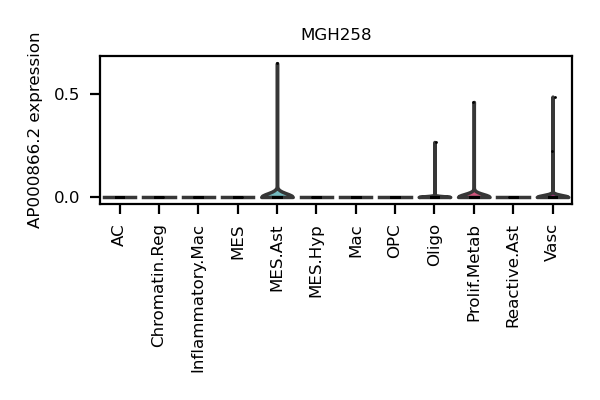 MGH258
AP000866.2 expression
0.5
0.0
AC
Chromatin.Reg
Inflammatory.Mac
MES
MES.Ast
MES.Hyp
Mac
OPC
Oligo
Prolif.Metab
Reactive.Ast
Vasc